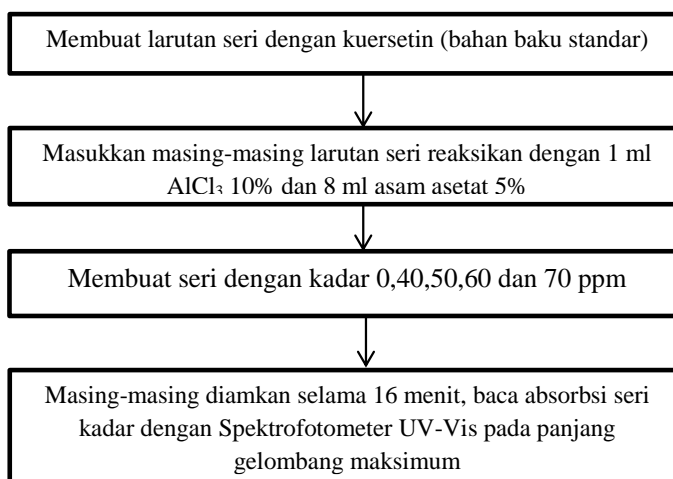 Membuat larutan seri dengan kuersetin (bahan baku standar)
Masukkan masing-masing larutan seri reaksikan dengan 1 ml
AlCl₃ 10% dan 8 ml asam asetat 5%
Membuat seri dengan kadar 0,40,50,60 dan 70 ppm
Masing-masing diamkan selama 16 menit, baca absorbsi seri
kadar dengan Spektrofotometer UV-Vis pada panjang
gelombang maksimum